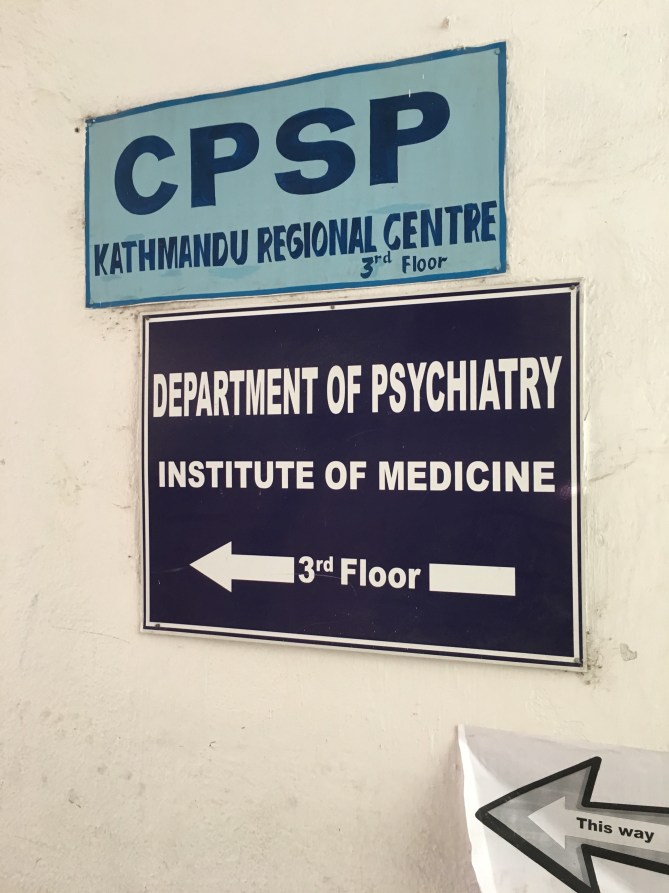 CPSP
KATHMANDU REGIONAL CENTRE
3rd Floor
DEPARTMENT OF PSYCHIATRY
INSTITUTE OF MEDICINE
3rd Floor
This way